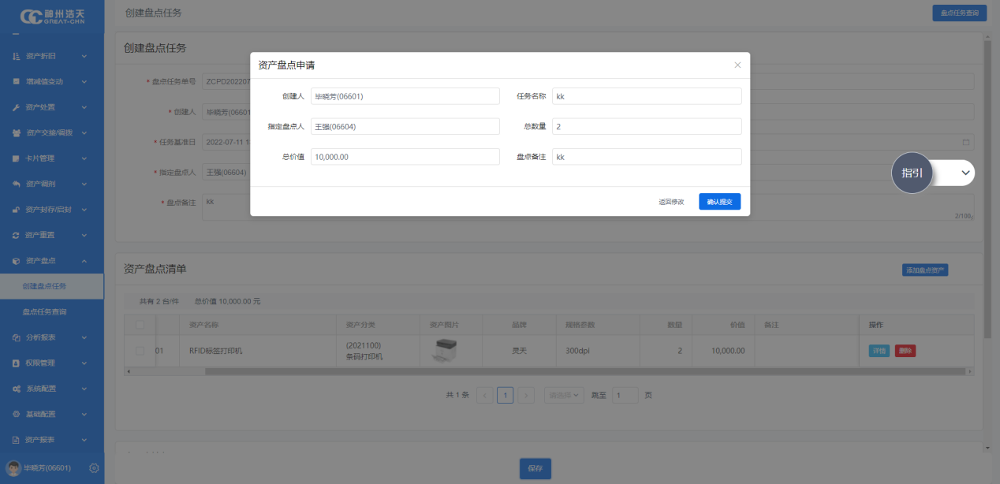 神州浩天
GREAT-CHN
资产折旧
增减值变动
资产处置
资产交接/调拨
卡片管理
资产调剂
资产封存/启封
资产重置
资产盘点
创建盘点任务
盘点任务查询
分析报表
权限管理
系统配置
基础配置
资产报表
毕晓芳(06601)
创建盘点任务
盘点任务查询
创建盘点任务
* 盘点任务单号 ZCPD202207
* 创建人 毕晓芳(06601
* 任务基准日 2022-07-11 1
* 指定盘点人 王强(06604)
* 盘点备注 kk
2/100
资产盘点申请
创建人 毕晓芳(06601) 任务名称 kk
指定盘点人 王强(06604) 总数量 2
总价值 10,000.00 盘点备注 kk
返回修改 确认提交
指引
资产盘点清单
添加盘点资产
共有 2 台/件 总价值 10,000.00 元
资产名称 资产分类 资产图片 品牌 规格参数 数量 价值 备注 操作
01 RFID标签打印机 (2021100) 灵天 300dpi 2 10,000.00 详情 删除
条码打印机
共 1 条 1 请选择 跳至 1 页
保存